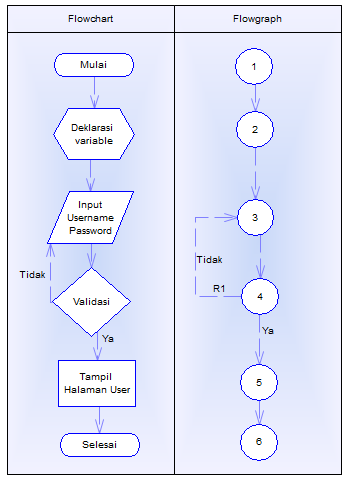 Flowchart
Flowgraph
Mulai
Deklarasi
variable
Input
Username
Password
Tidak
Validasi
Ya
Tampil
Halaman User
Selesai
1
2
3
Tidak
R1
4
Ya
5
6